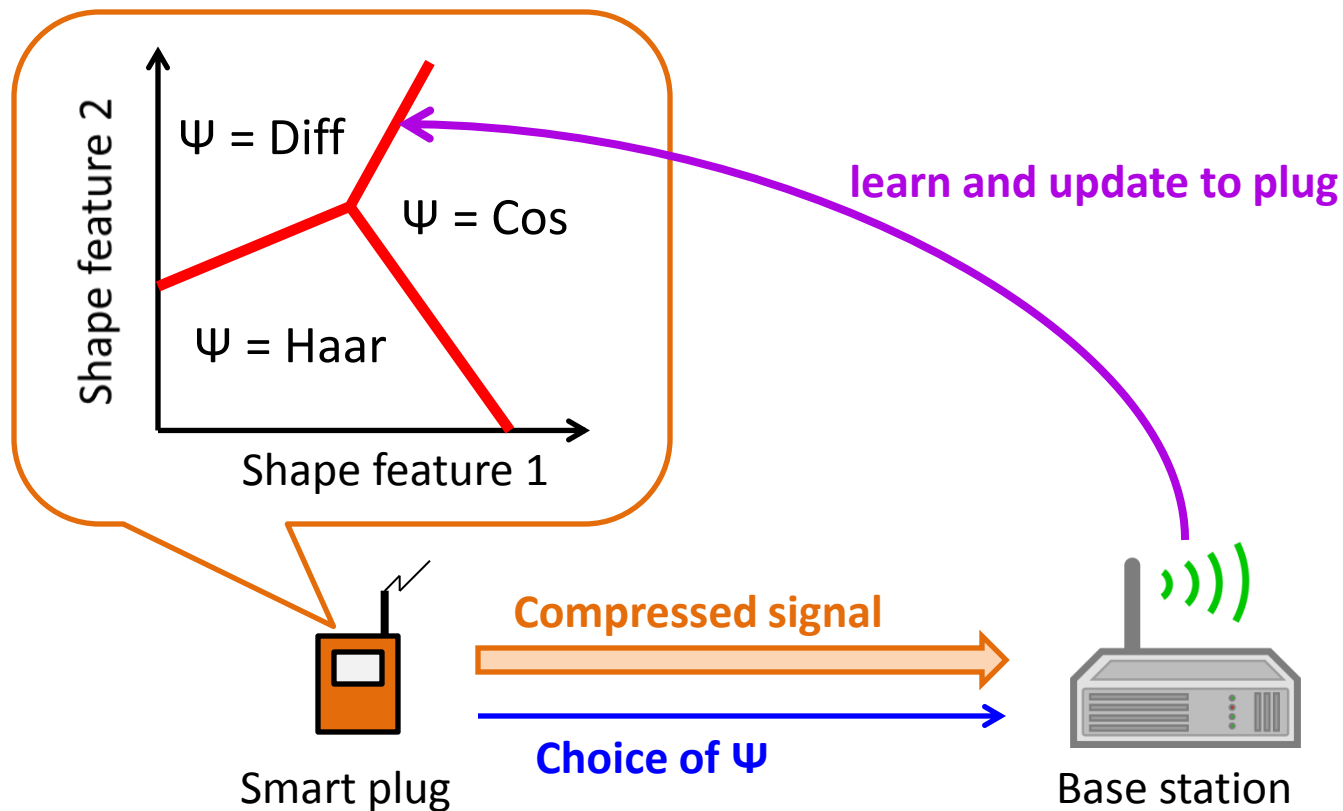 Shape feature 2
Ψ = Diff
Ψ = Cos
Ψ = Haar
Shape feature 1
learn and update to plug
Compressed signal
Choice of Ψ
Smart plug
Base station